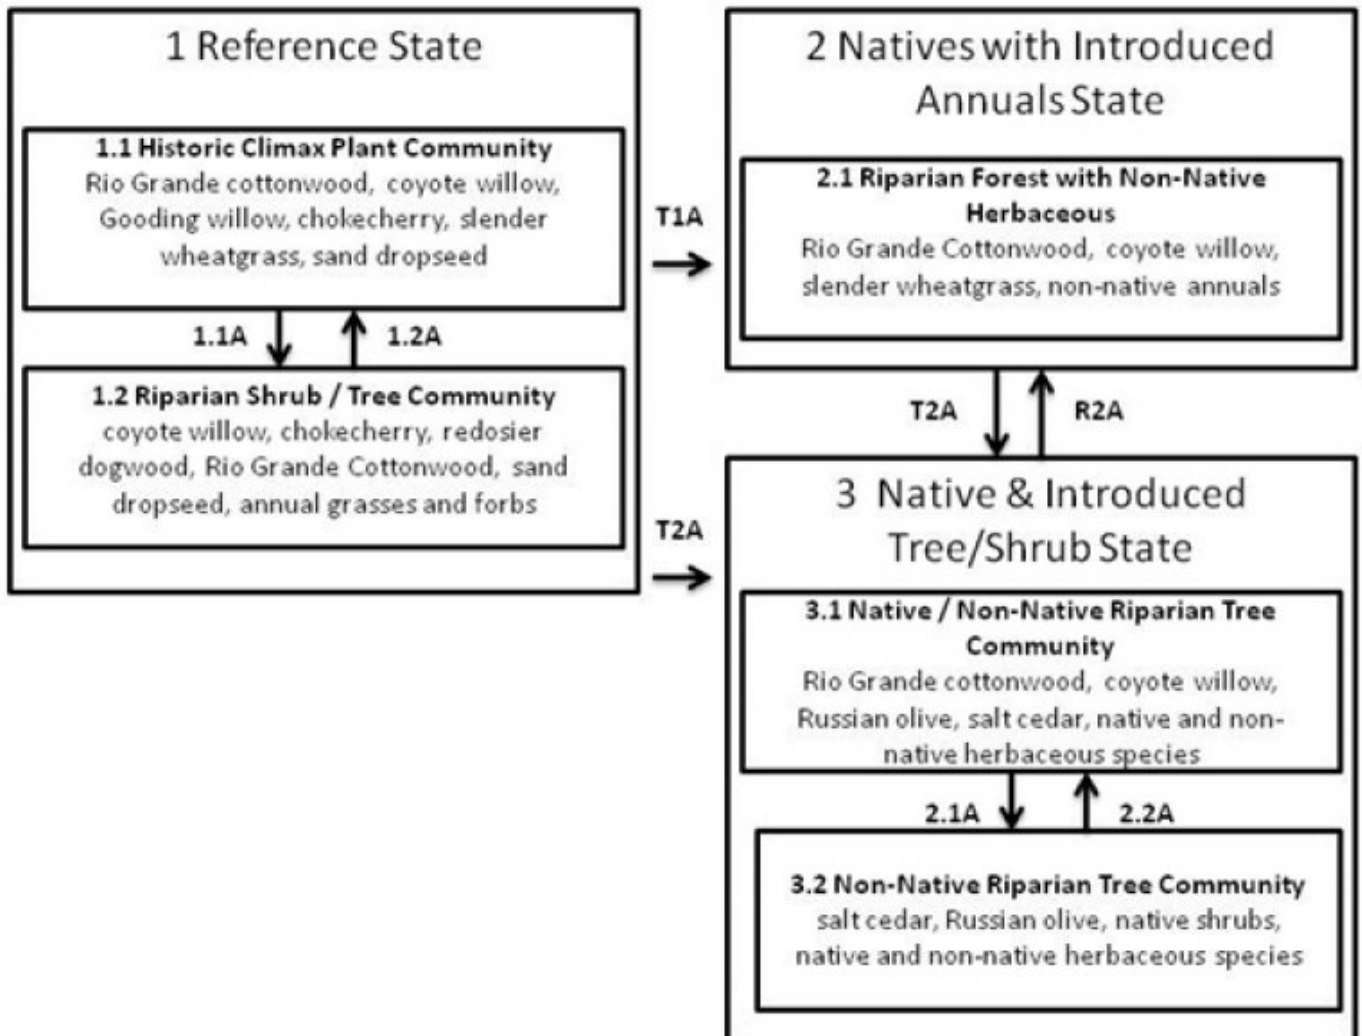 1 Reference State
1.1 Historic Climax Plant Community
Rio Grande cottonwood, coyote willow,
Gooding willow, chokecherry, slender
wheatgrass, sand dropseed
1.1A
1.2A
1.2 Riparian Shrub / Tree Community
coyote willow, chokecherry, redosier
dogwood, Rio Grande Cottonwood, sand
dropseed, annual grasses and forbs
T1A
T2A
2 Natives with Introduced
Annuals State
2.1 Riparian Forest with Non-Native
Herbaceous
Rio Grande Cottonwood, coyote willow,
slender wheatgrass, non-native annuals
T2A
R2A
3 Native & Introduced
Tree/Shrub State
3.1 Native / Non-Native Riparian Tree
Community
Rio Grande cottonwood, coyote willow,
Russian olive, salt cedar, native and non-
native herbaceous species
2.1A
2.2A
3.2 Non-Native Riparian Tree Community
salt cedar, Russian olive, native shrubs,
native and non-native herbaceous species